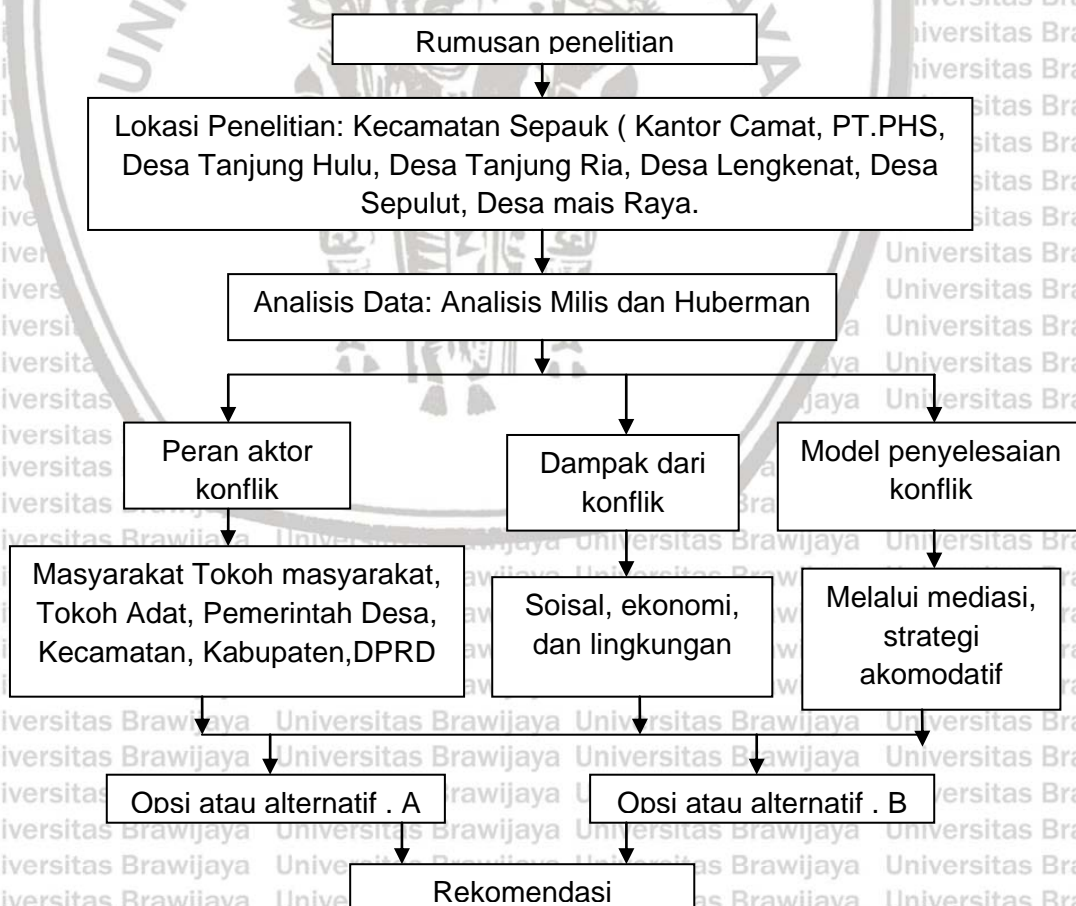 Rumusan penelitian
Lokasi Penelitian: Kecamatan Sepauk ( Kantor Camat, PT.PHS,
Desa Tanjung Hulu, Desa Tanjung Ria, Desa Lengkenat, Desa
Sepulut, Desa mais Raya.
Analisis Data: Analisis Milis dan Huberman
Peran aktor
konflik
Dampak dari
konflik
Model penyelesaian
konflik
Masyarakat Tokoh masyarakat,
Tokoh Adat, Pemerintah Desa,
Kecamatan, Kabupaten,DPRD
Soisal, ekonomi,
dan lingkungan
Melalui mediasi,
strategi
akomodatif
Opsi atau alternatif . A
Opsi atau alternatif . B
Rekomendasi